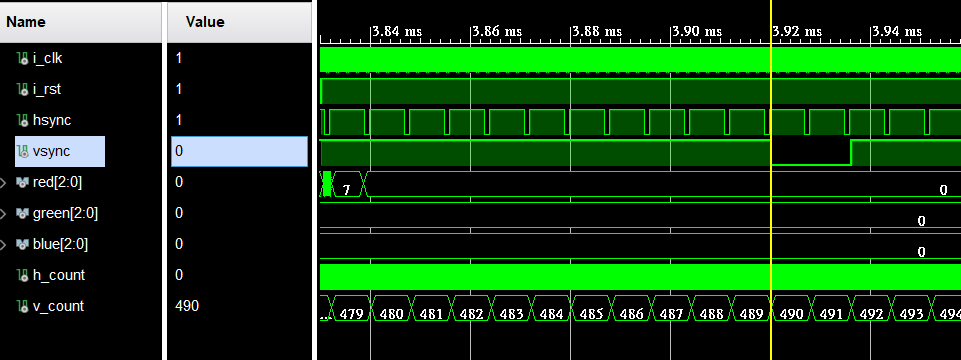 Name Value 3.84 ms 3.86 ms 3.88 ms 3.90 ms 3.92 ms 3.94 ms
i_clk 1
i_rst 1
hsync 1
vsync 0
red[2:0] 0 7 0
green[2:0] 0 0
blue[2:0] 0 0
h_count 0
v_count 490 ... 479 480 481 482 483 484 485 486 487 488 489 490 491 492 493 494